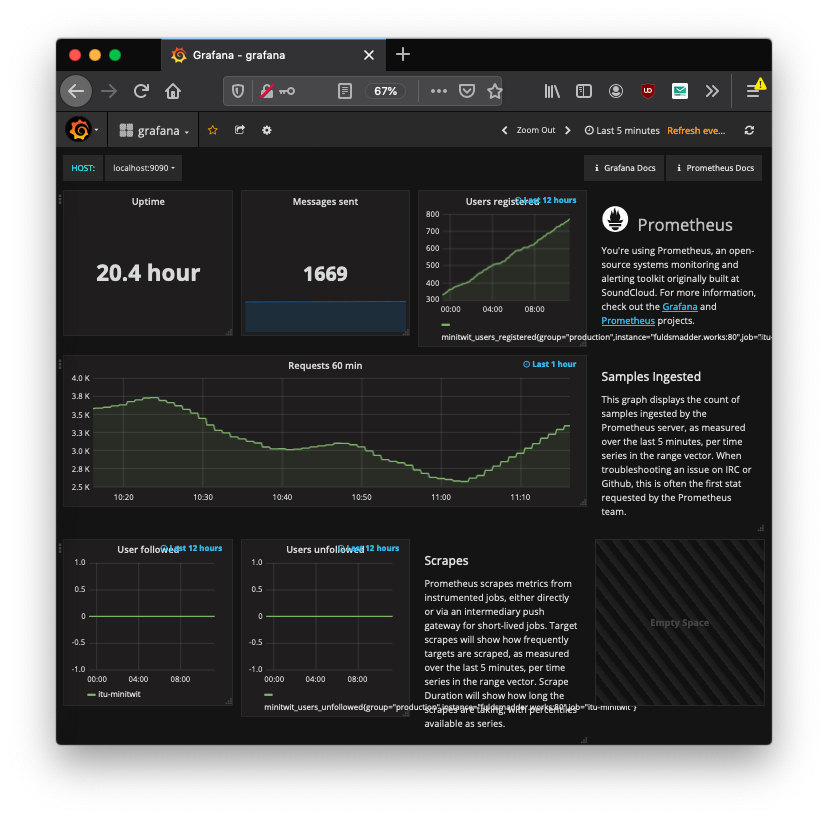 Grafana - grafana
67%
grafana
Zoom Out
Last 5 minutes
Refresh eve...
HOST:
localhost:9090
Grafana Docs
Prometheus Docs
Uptime
20.4 hour
Messages sent
1669
Users registered
Last 12 hours
800
700
600
500
400
300
00:00 04:00 08:00
minitwit_users_registered{group="production",instance="fuldsmadder.works:80",job="itu-
Prometheus
You're using Prometheus, an open-
source systems monitoring and
alerting toolkit originally built at
SoundCloud. For more information,
check out the Grafana and
Prometheus projects.
Requests 60 min
Last 1 hour
4.0 K
3.8 K
3.5 K
3.3 K
3.0 K
2.8 K
2.5 K
10:20 10:30 10:40 10:50 11:00 11:10
Samples Ingested
This graph displays the count of
samples ingested by the
Prometheus server, as measured
over the last 5 minutes, per time
series in the range vector. When
troubleshooting an issue on IRC or
Github, this is often the first stat
requested by the Prometheus
team.
User followed
Last 12 hours
1.0
0.5
0
-0.5
-1.0
00:00 04:00 08:00
itu-minitwit
Users unfollowed
Last 12 hours
1.0
0.5
0
-0.5
-1.0
00:00 04:00 08:00
minitwit_users_unfollowed{group="production",instance="fuldsmadder.works:80",job="itu-minitwit"}
Scrapes
Prometheus scrapes metrics from
instrumented jobs, either directly
or via an intermediary push
gateway for short-lived jobs. Target
scrapes will show how frequently
targets are scraped, as measured
over the last 5 minutes, per time
series in the range vector. Scrape
Duration will show how long the
scrapes are taking, with percentiles
available as series.
Empty Space